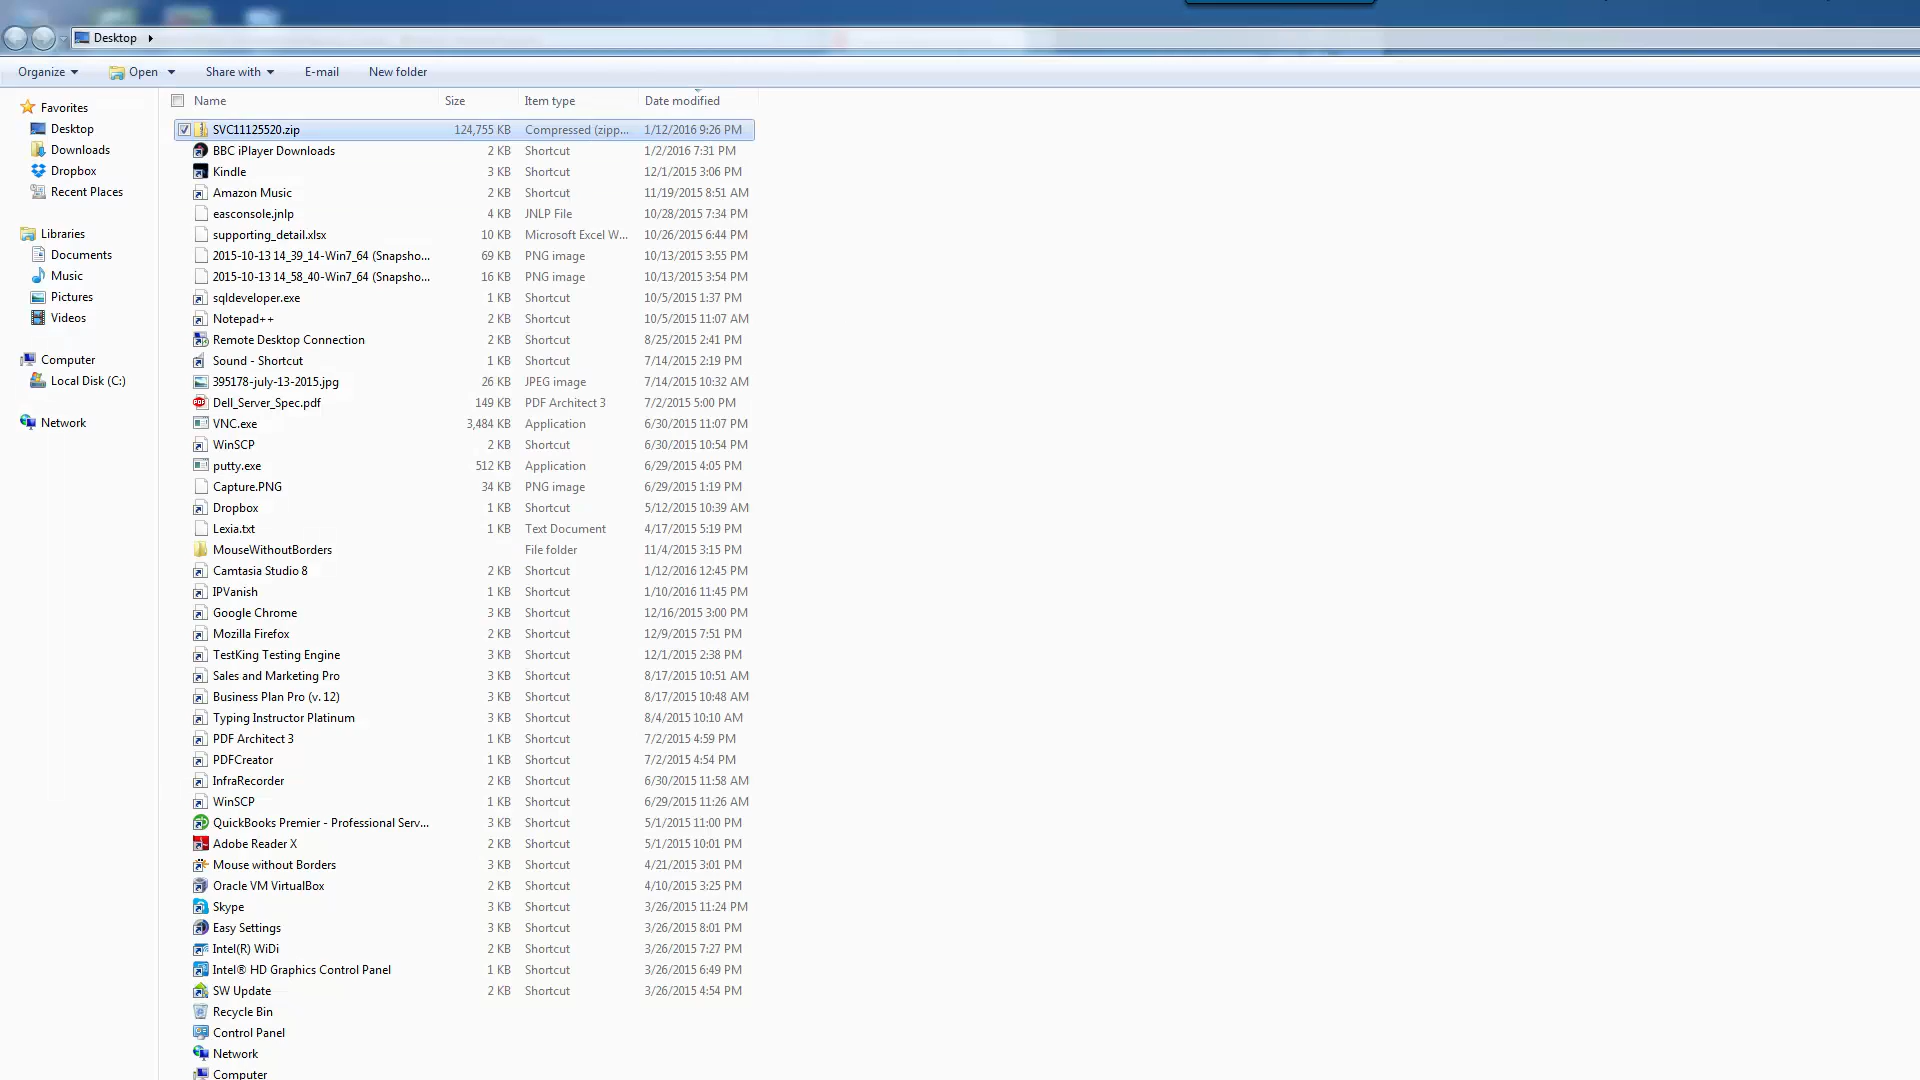 Desktop
Organize Open Share with E-mail New folder
Favorites
Desktop
Downloads
Dropbox
Recent Places
Libraries
Documents
Music
Pictures
Videos
Computer
Local Disk (C:)
Network
Name Size Item type Date modified
SVC11125520.zip 124,755 KB Compressed (zipp... 1/12/2016 9:26 PM
BBC iPlayer Downloads 2 KB Shortcut 1/2/2016 7:31 PM
Kindle 3 KB Shortcut 12/1/2015 3:06 PM
Amazon Music 2 KB Shortcut 11/19/2015 8:51 AM
easconsole.jnlp 4 KB JNLP File 10/28/2015 7:34 PM
supporting_detail.xlsx 10 KB Microsoft Excel W... 10/26/2015 6:44 PM
2015-10-13 14_39_14-Win7_64 (Snapsho... 69 KB PNG image 10/13/2015 3:55 PM
2015-10-13 14_58_40-Win7_64 (Snapsho... 16 KB PNG image 10/13/2015 3:54 PM
sqldeveloper.exe 1 KB Shortcut 10/5/2015 1:37 PM
Notepad++ 2 KB Shortcut 10/5/2015 11:07 AM
Remote Desktop Connection 2 KB Shortcut 8/25/2015 2:41 PM
Sound - Shortcut 1 KB Shortcut 7/14/2015 2:19 PM
395178-july-13-2015.jpg 26 KB JPEG image 7/14/2015 10:32 AM
Dell_Server_Spec.pdf 149 KB PDF Architect 3 7/2/2015 5:00 PM
VNC.exe 3,484 KB Application 6/30/2015 11:07 PM
WinSCP 2 KB Shortcut 6/30/2015 10:54 PM
putty.exe 512 KB Application 6/29/2015 4:05 PM
Capture.PNG 34 KB PNG image 6/29/2015 1:19 PM
Dropbox 1 KB Shortcut 5/12/2015 10:39 AM
Lexia.txt 1 KB Text Document 4/17/2015 5:19 PM
MouseWithoutBorders File folder 11/4/2015 3:15 PM
Camtasia Studio 8 2 KB Shortcut 1/12/2016 12:45 PM
IPVanish 1 KB Shortcut 1/10/2016 11:45 PM
Google Chrome 3 KB Shortcut 12/16/2015 3:00 PM
Mozilla Firefox 2 KB Shortcut 12/9/2015 7:51 PM
TestKing Testing Engine 3 KB Shortcut 12/1/2015 2:38 PM
Sales and Marketing Pro 3 KB Shortcut 8/17/2015 10:51 AM
Business Plan Pro (v. 12) 3 KB Shortcut 8/17/2015 10:48 AM
Typing Instructor Platinum 3 KB Shortcut 8/4/2015 10:10 AM
PDF Architect 3 1 KB Shortcut 7/2/2015 4:59 PM
PDFCreator 1 KB Shortcut 7/2/2015 4:54 PM
InfraRecorder 2 KB Shortcut 6/30/2015 11:58 AM
WinSCP 1 KB Shortcut 6/29/2015 11:26 AM
QuickBooks Premier - Professional Serv... 3 KB Shortcut 5/1/2015 11:00 PM
Adobe Reader X 2 KB Shortcut 5/1/2015 10:01 PM
Mouse without Borders 3 KB Shortcut 4/21/2015 3:01 PM
Oracle VM VirtualBox 2 KB Shortcut 4/10/2015 3:25 PM
Skype 3 KB Shortcut 3/26/2015 11:24 PM
Easy Settings 3 KB Shortcut 3/26/2015 8:01 PM
Intel(R) WiDi 2 KB Shortcut 3/26/2015 7:27 PM
Intel® HD Graphics Control Panel 1 KB Shortcut 3/26/2015 6:49 PM
SW Update 2 KB Shortcut 3/26/2015 4:54 PM
Recycle Bin
Control Panel
Network
Computer